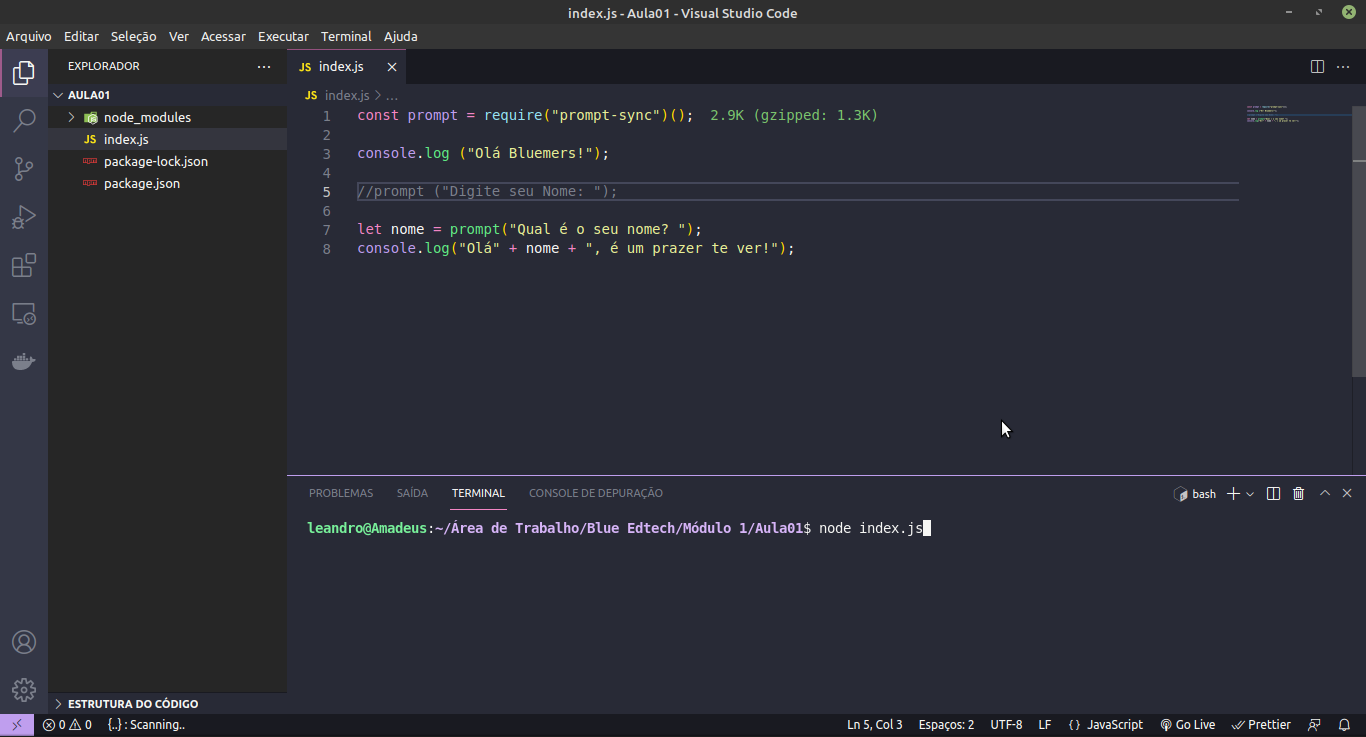 index.js - Aula01 - Visual Studio Code
Arquivo Editar Seleção Ver Acessar Executar Terminal Ajuda
EXPLORADOR
AULA01
node_modules
JS index.js
package-lock.json
package.json
ESTRUTURA DO CÓDIGO
JS index.js
JS index.js > ...
1 const prompt = require("prompt-sync")(); 2.9K (gzipped: 1.3K)
2
3 console.log ("Olá Bluemers!");
4
5 //prompt ("Digite seu Nome: ");
6
7 let nome = prompt("Qual é o seu nome? ");
8 console.log("Olá" + nome + ", é um prazer te ver!");
PROBLEMAS SAÍDA TERMINAL CONSOLE DE DEPURAÇÃO
bash
leandro@Amadeus:~/Área de Trabalho/Blue Edtech/Módulo 1/Aula01$ node index.js
0 0 {..} : Scanning.. Ln 5, Col 3 Espaços: 2 UTF-8 LF {} JavaScript Go Live Prettier